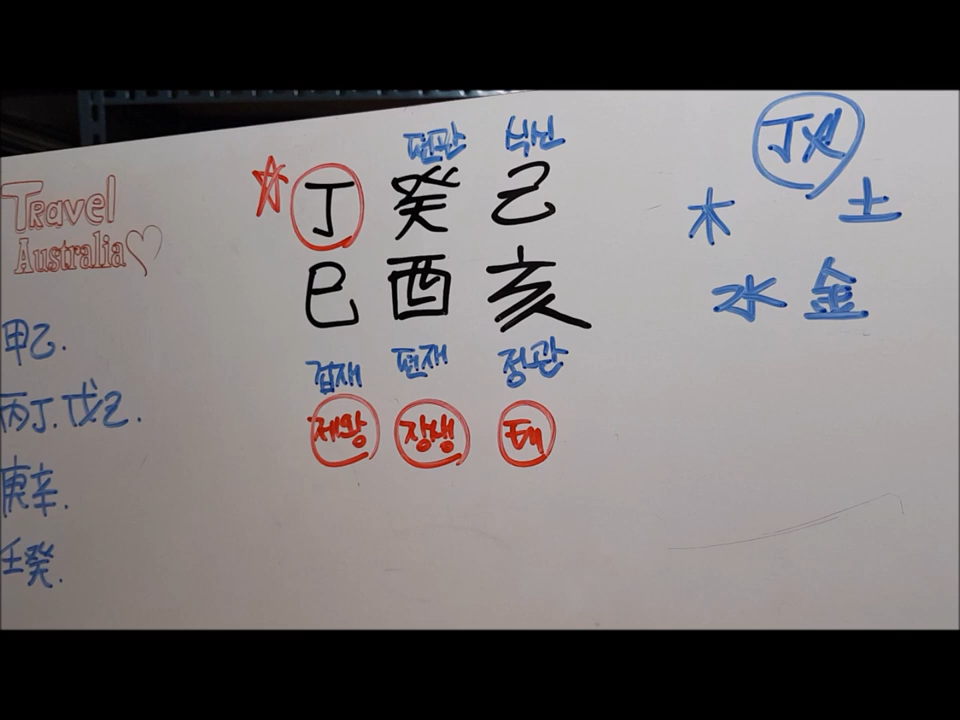 Travel
Australia
甲乙.
丙丁.戊己.
庚辛.
壬癸.
편관 식신
丁 癸 己
巳 酉 亥
겁재 편재 정관
제왕 장생 태
丁火
木 土
水 金